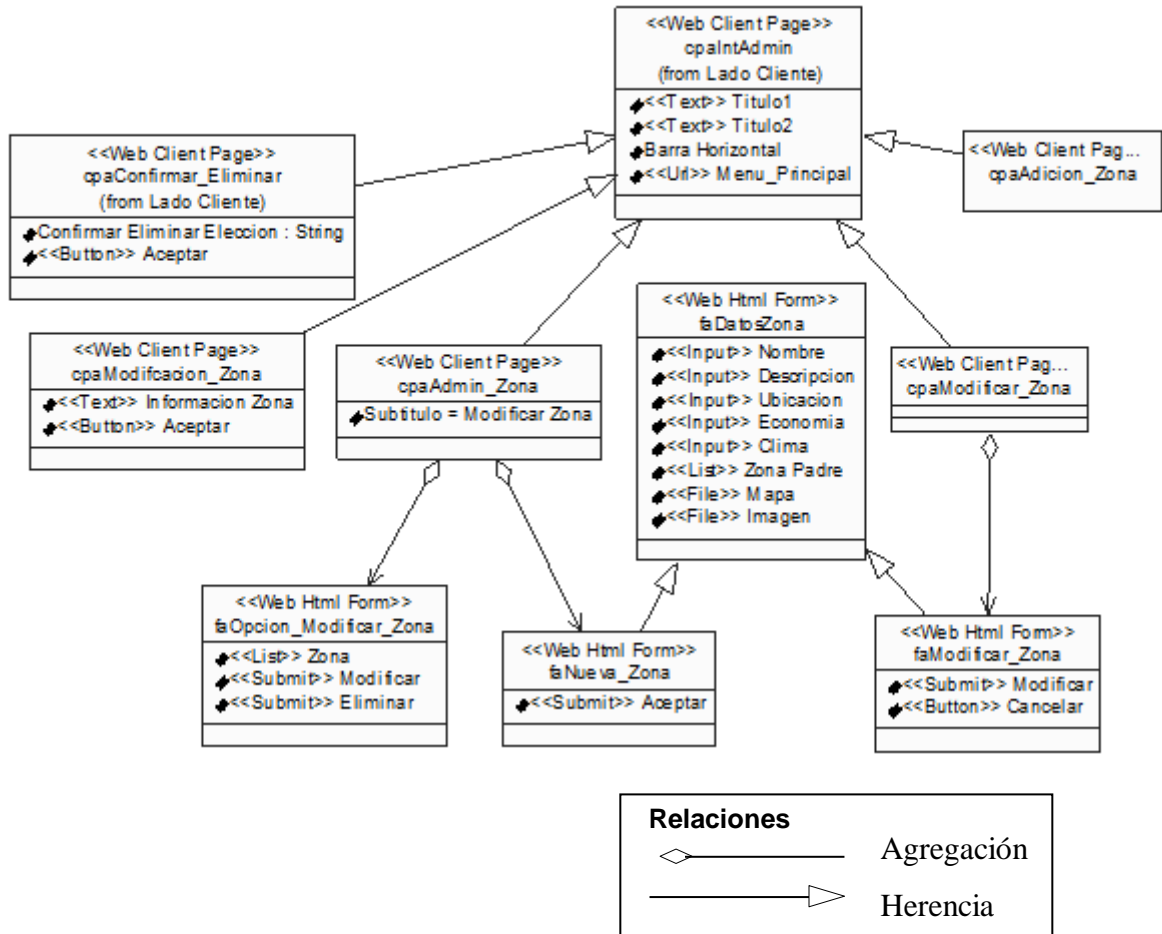 <<Web Client Page>>
cpaIntAdmin
(from Lado Cliente)
<<Text>> Titulo1
<<Text>> Titulo2
Barra Horizontal
<<Url>> Menu_Principal
<<Web Client Page>>
cpaConfirmar_Eliminar
(from Lado Cliente)
Confirmar Eliminar Eleccion : String
<<Button>> Aceptar
<<Web Client Pag...
cpaAdicion_Zona
<<Web Client Page>>
cpaModifcacion_Zona
<<Text>> Informacion Zona
<<Button>> Aceptar
<<Web Client Page>>
cpaAdmin_Zona
Subtitulo = Modificar Zona
<<Web Html Form>>
faDatosZona
<<Input>> Nombre
<<Input>> Descripcion
<<Input>> Ubicacion
<<Input>> Economia
<<Input>> Clima
<<List>> Zona Padre
<<File>> Mapa
<<File>> Imagen
<<Web Client Pag...
cpaModificar_Zona
<<Web Html Form>>
faOpcion_Modificar_Zona
<<List>> Zona
<<Submit>> Modificar
<<Submit>> Eliminar
<<Web Html Form>>
faNueva_Zona
<<Submit>> Aceptar
<<Web Html Form>>
faModificar_Zona
<<Submit>> Modificar
<<Button>> Cancelar
Relaciones
Agregación
Herencia